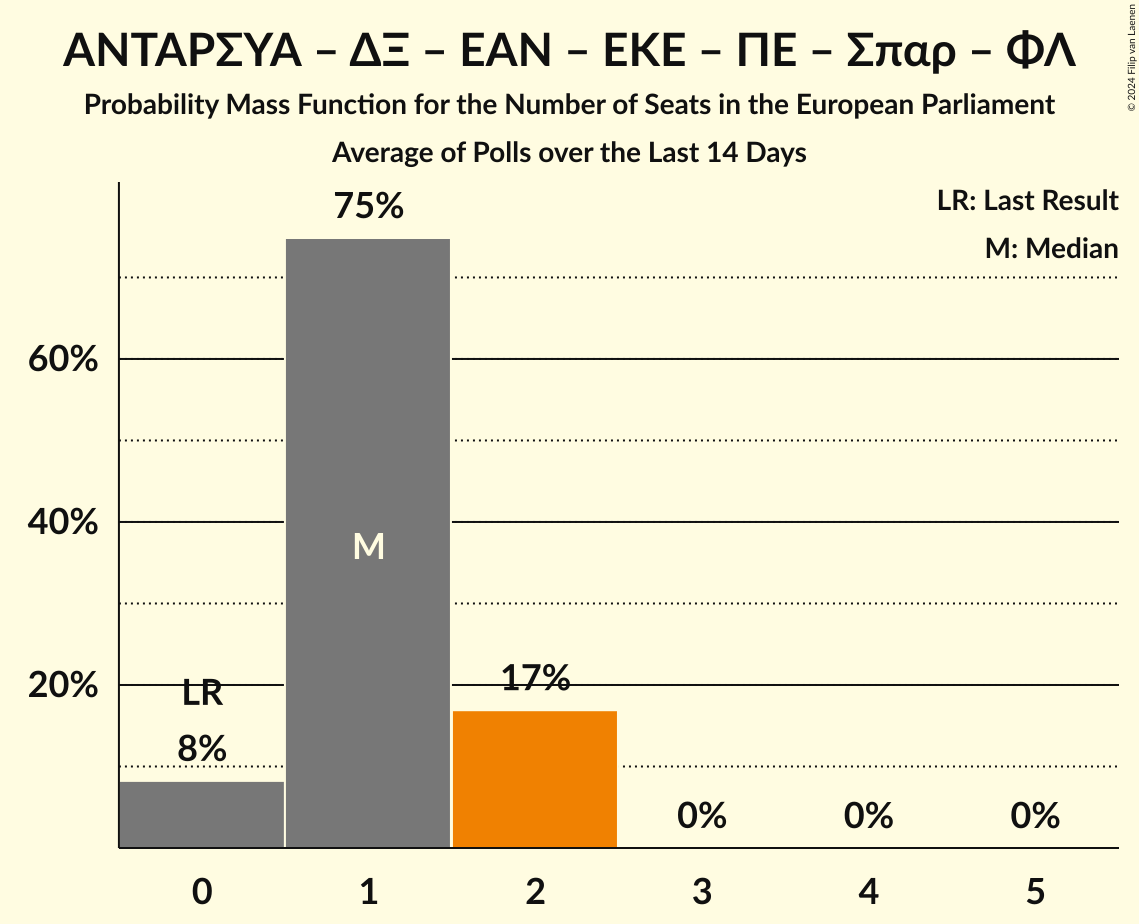 ΑΝΤΑΡΣΥΑ – ΔΞ – ΕΑΝ – ΕΚΕ – ΠΕ – Σπαρ – ΦΛ
Probability Mass Function for the Number of Seats in the European Parliament
Average of Polls over the Last 14 Days
© 2024 Filip van Laenen
LR: Last Result
M: Median
75%
60%
M
40%
17%
20%
LR
8%
0% 0% 0%
0 1 2 3 4 5